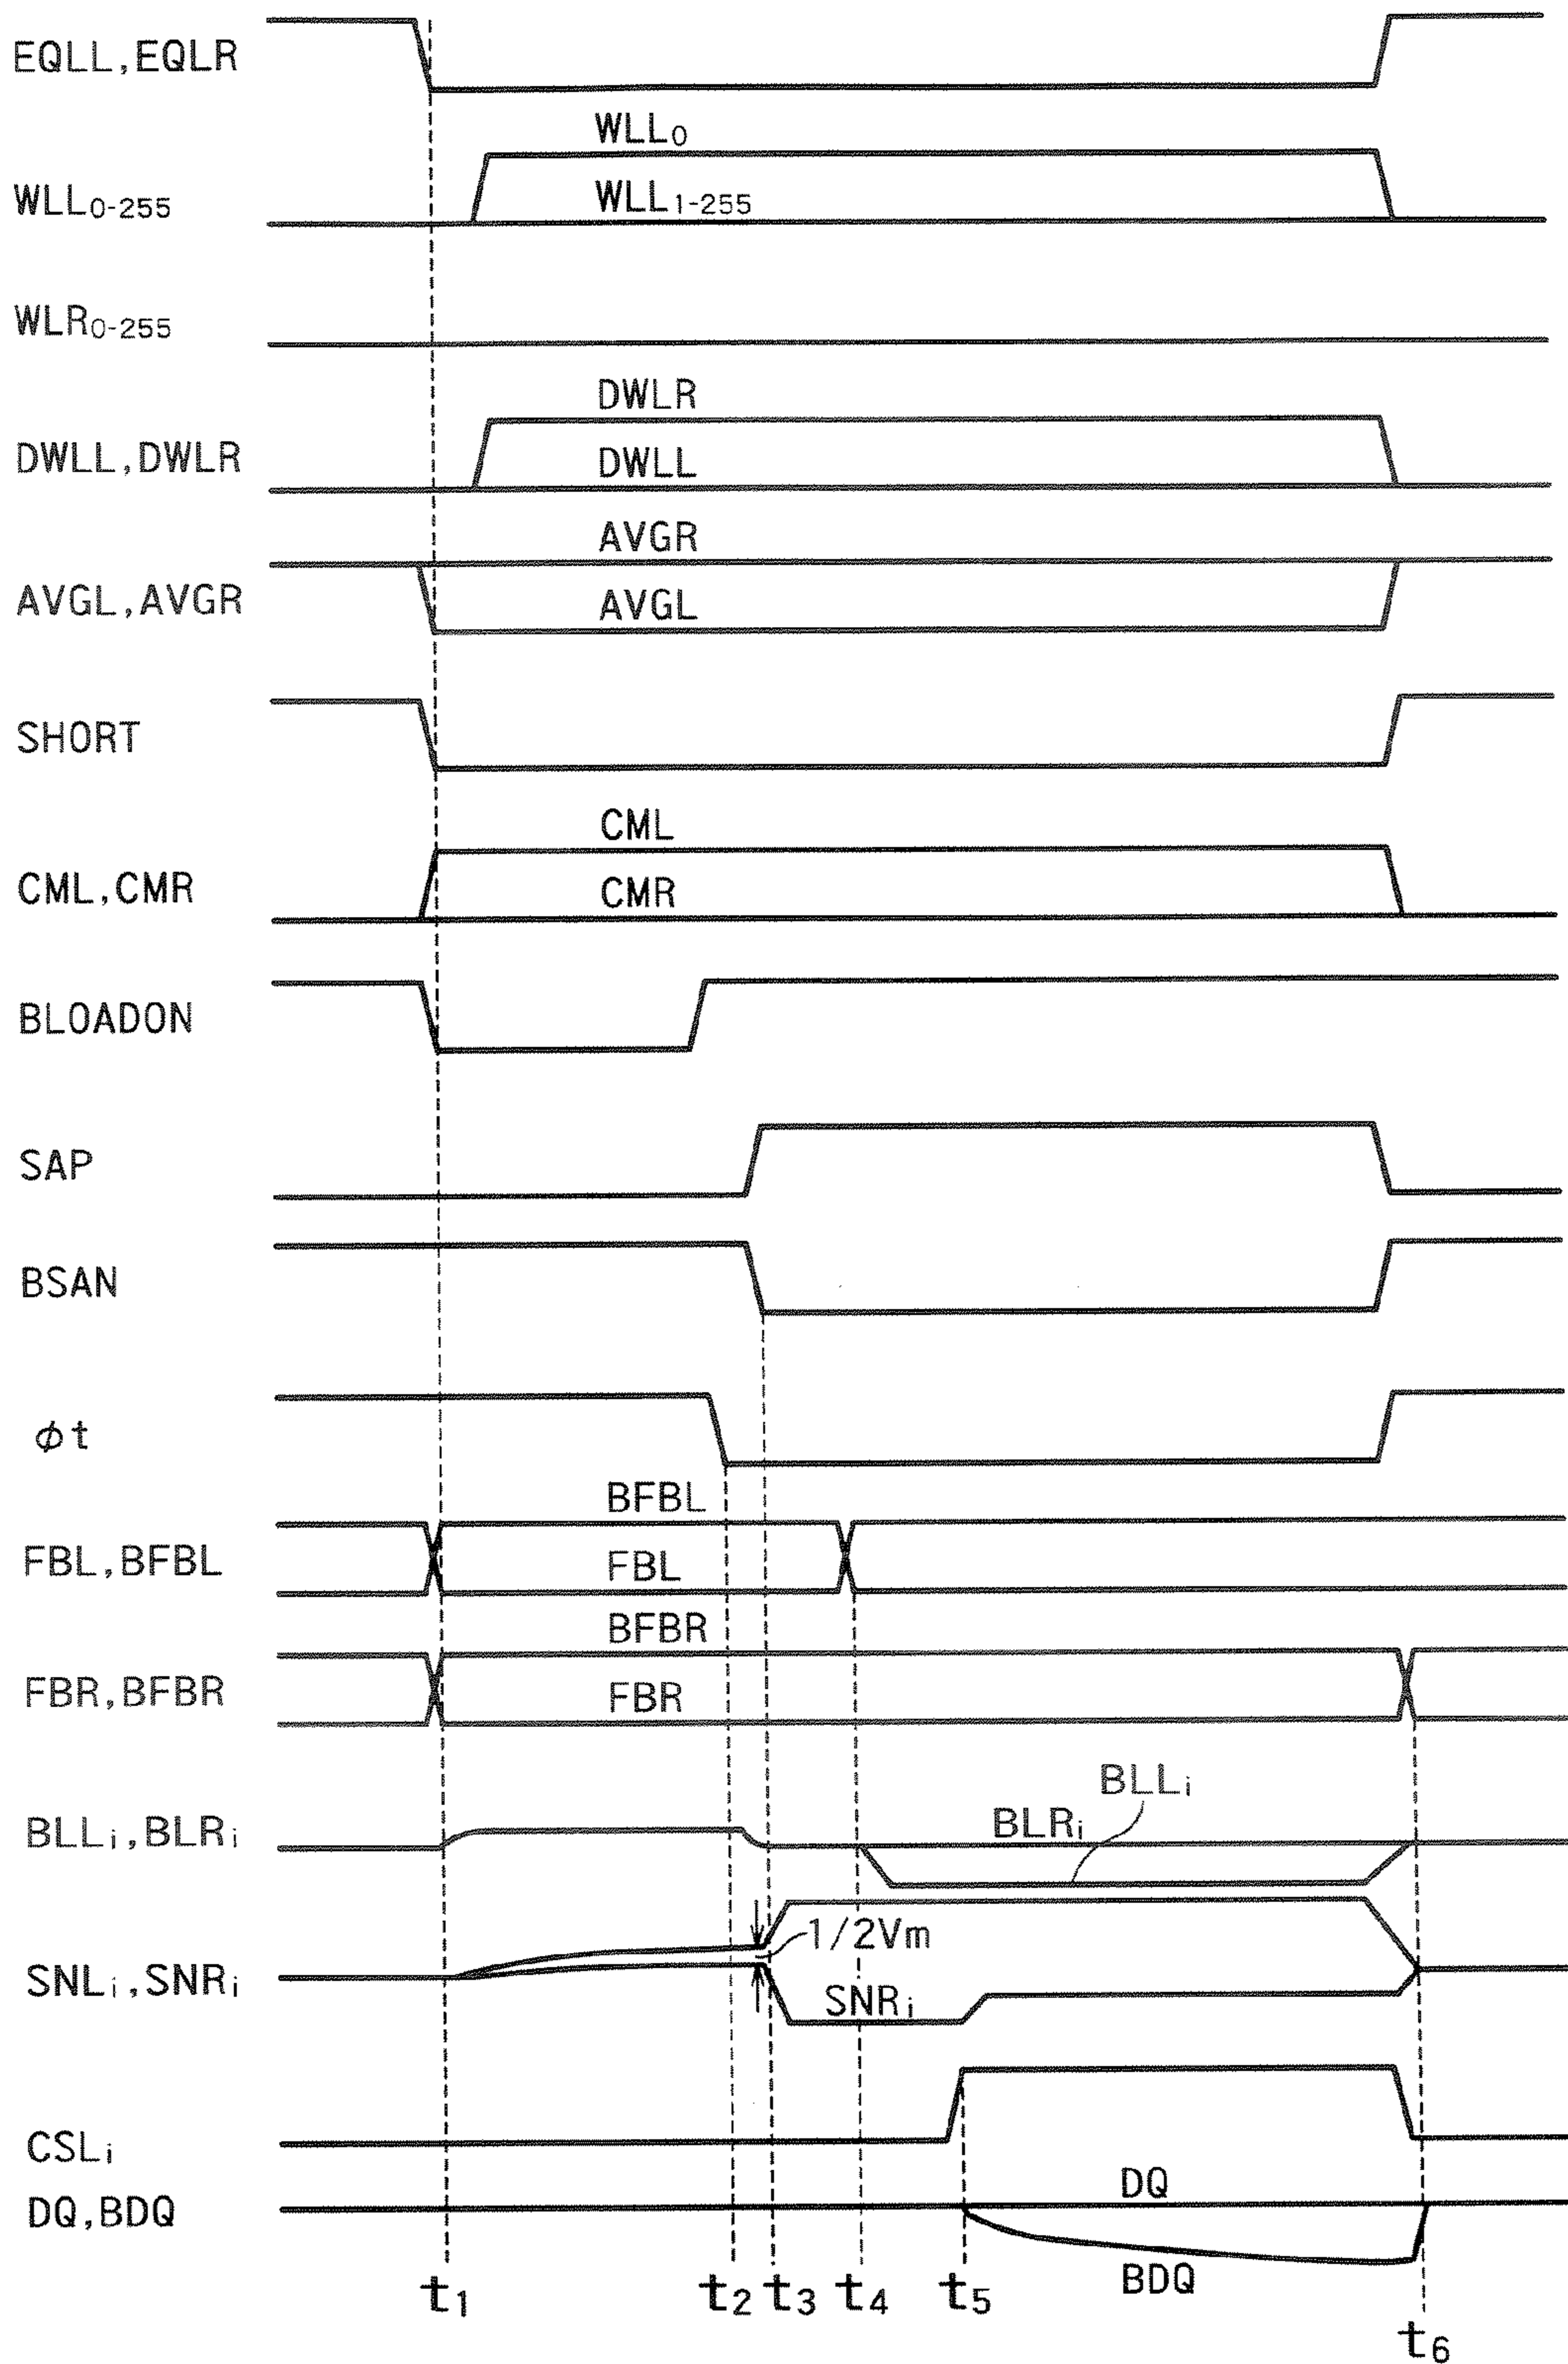 EQLL,EQLR
WLL0
WLL0-255
WLL1-255
WLR0-255
DWLR
DWLL,DWLR
DWLL
AVGR
AVGL,AVGR
AVGL
SHORT
CML
CML,CMR
CMR
BLOADON
SAP
BSAN
φt
BFBL
FBL,BFBL
FBL
BFBR
FBR,BFBR
FBR
BLLi
BLLi,BLRi
BLRi
1/2Vm
SNLi,SNRi
SNRi
CSLi
DQ
DQ,BDQ
BDQ
t1 t2 t3 t4 t5
t6